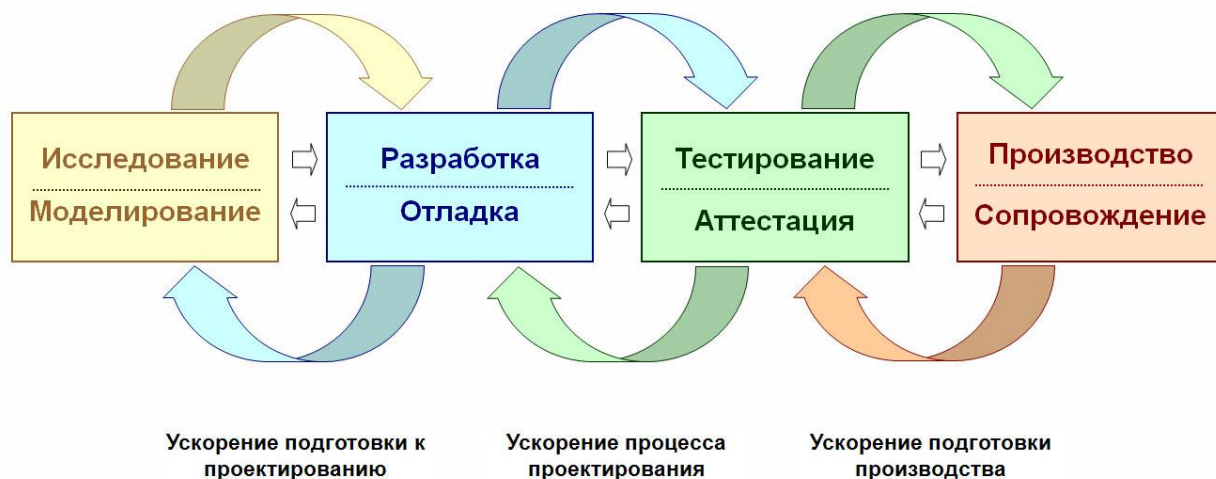 Исследование
Моделирование
Разработка
Отладка
Тестирование
Аттестация
Производство
Сопровождение
Ускорение подготовки к
проектированию
Ускорение процесса
проектирования
Ускорение подготовки
производства